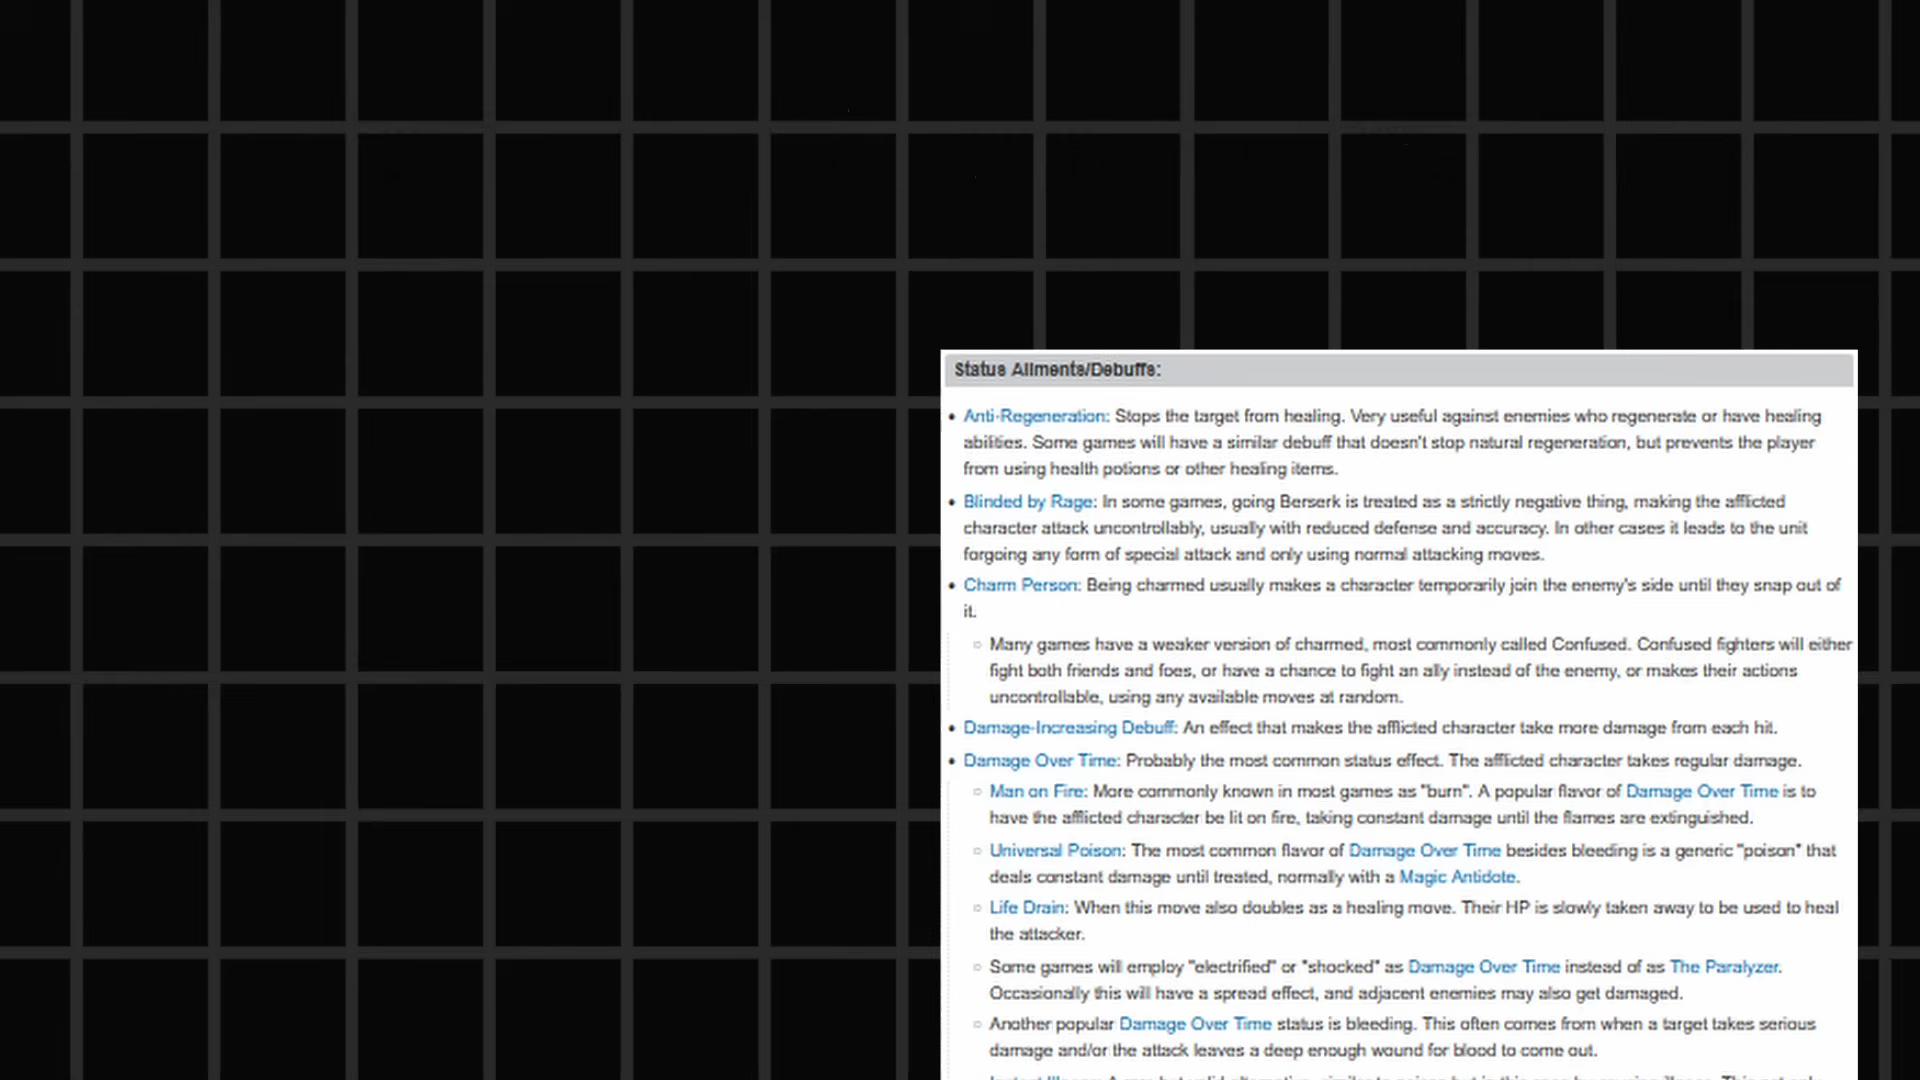 Status Ailments/Debuffs:
• Anti-Regeneration: Stops the target from healing. Very useful against enemies who regenerate or have healing
abilities. Some games will have a similar debuff that doesn't stop natural regeneration, but prevents the player
from using health potions or other healing items.
• Blinded by Rage: In some games, going Berserk is treated as a strictly negative thing, making the afflicted
character attack uncontrollably, usually with reduced defense and accuracy. In other cases it leads to the unit
forgoing any form of special attack and only using normal attacking moves.
• Charm Person: Being charmed usually makes a character temporarily join the enemy's side until they snap out of
it.
○ Many games have a weaker version of charmed, most commonly called Confused. Confused fighters will either
fight both friends and foes, or have a chance to fight an ally instead of the enemy, or makes their actions
uncontrollable, using any available moves at random.
• Damage-Increasing Debuff: An effect that makes the afflicted character take more damage from each hit.
• Damage Over Time: Probably the most common status effect. The afflicted character takes regular damage.
○ Man on Fire: More commonly known in most games as "burn". A popular flavor of Damage Over Time is to
have the afflicted character be lit on fire, taking constant damage until the flames are extinguished.
○ Universal Poison: The most common flavor of Damage Over Time besides bleeding is a generic "poison" that
deals constant damage until treated, normally with a Magic Antidote.
○ Life Drain: When this move also doubles as a healing move. Their HP is slowly taken away to be used to heal
the attacker.
○ Some games will employ "electrified" or "shocked" as Damage Over Time instead of as The Paralyzer.
Occasionally this will have a spread effect, and adjacent enemies may also get damaged.
○ Another popular Damage Over Time status is bleeding. This often comes from when a target takes serious
damage and/or the attack leaves a deep enough wound for blood to come out.